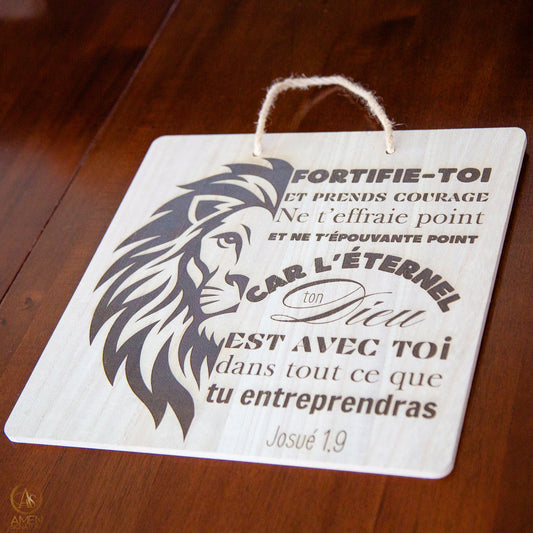 FORTIFIE-TOI
ET PRENDS COURAGE
Ne t'effraie point
ET NE T'ÉPOUVANTE POINT
CAR L'ÉTERNEL
ton
Dieu
EST AVEC TOI
dans tout ce que
tu entreprendras
Josué 1.9
AS
AMEN